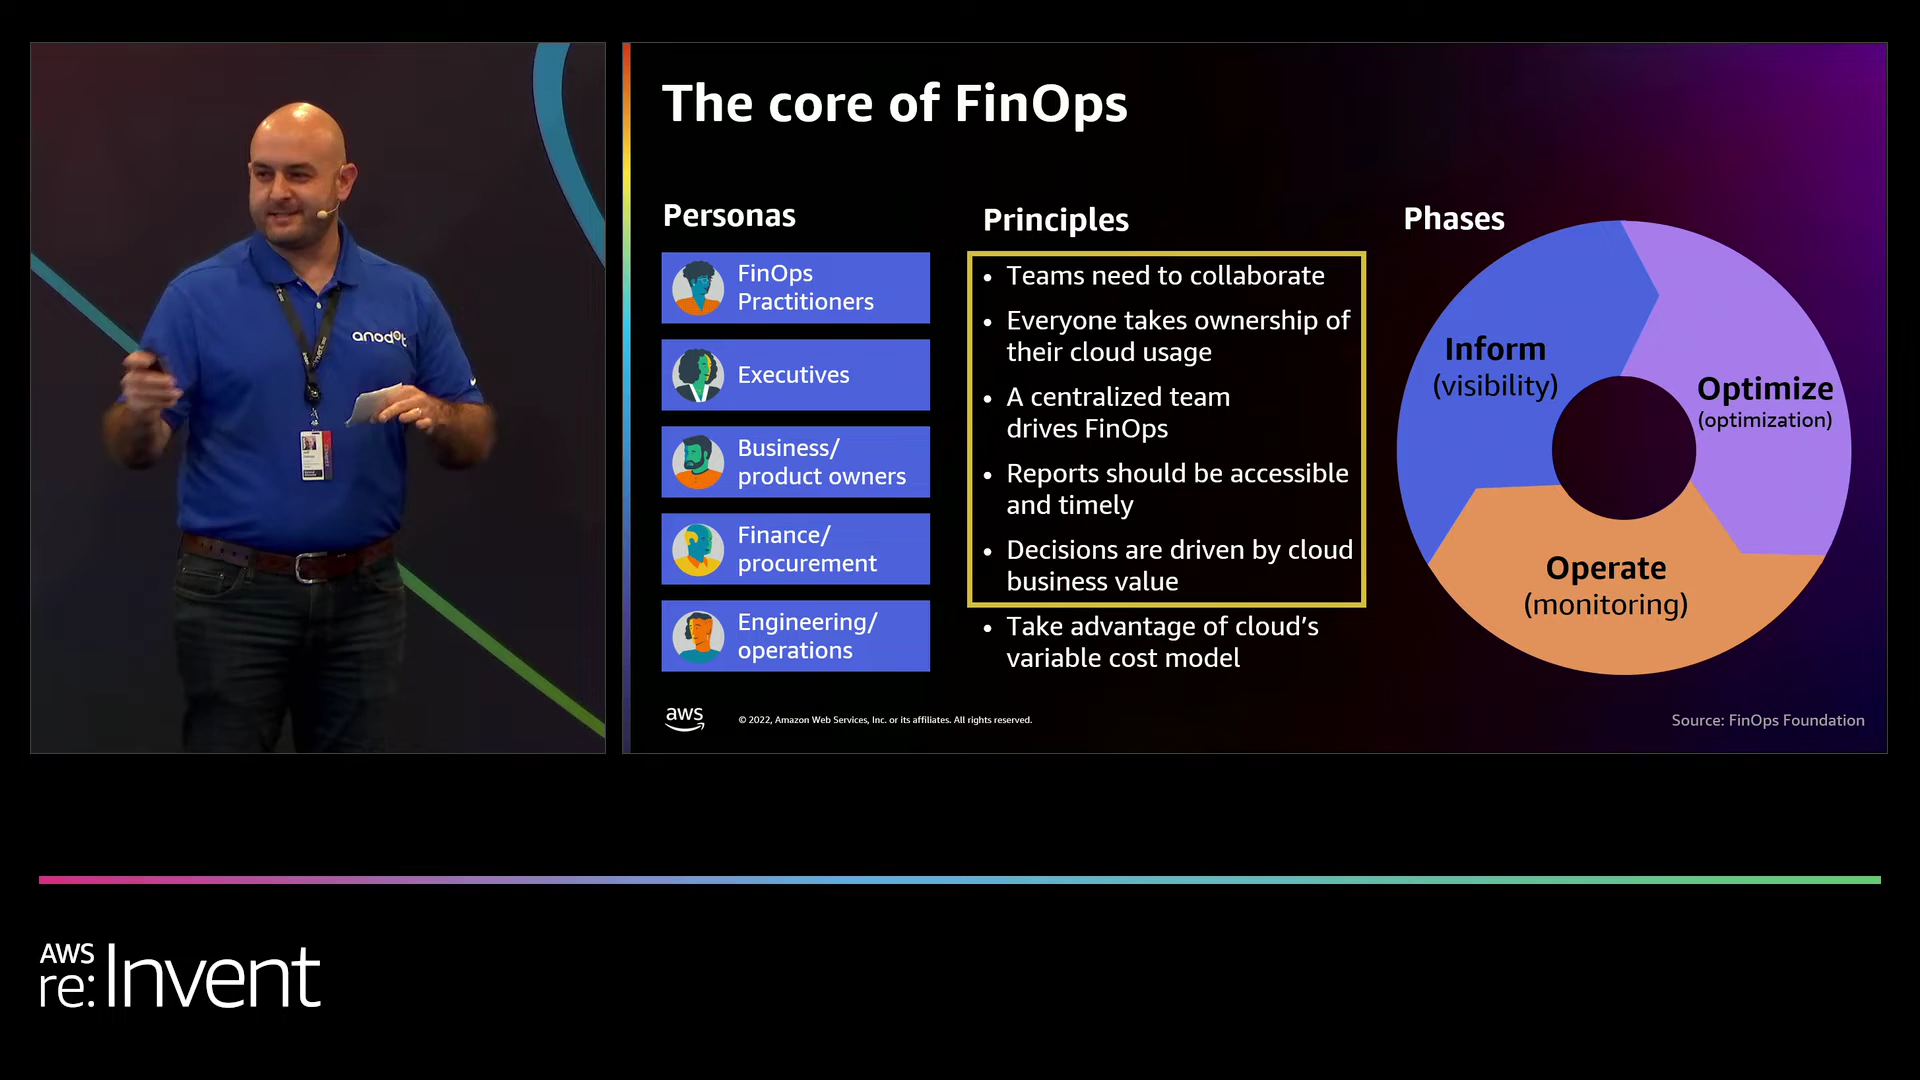 anodot
The core of FinOps
Personas
FinOps
Practitioners
Executives
Business/
product owners
Finance/
procurement
Engineering/
operations
Principles
• Teams need to collaborate
• Everyone takes ownership of
their cloud usage
• A centralized team
drives FinOps
• Reports should be accessible
and timely
• Decisions are driven by cloud
business value
• Take advantage of cloud’s
variable cost model
Phases
Inform
(visibility)
Optimize
(optimization)
Operate
(monitoring)
aws
© 2022, Amazon Web Services, Inc. or its affiliates. All rights reserved.
Source: FinOps Foundation
AWS
re:Invent